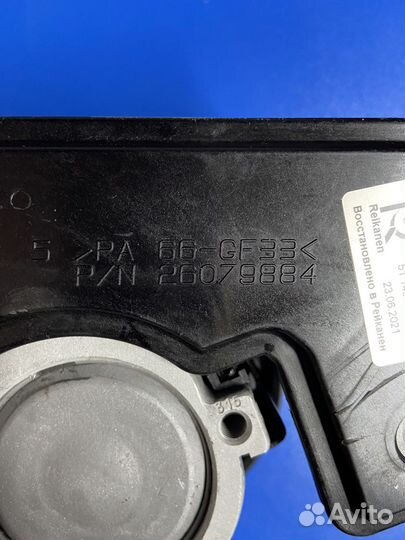 5 >PA 66-GF33<
P/N 26079884
315
Reikanen
Восстановлено в Рейканен
23.06.2021
Avito